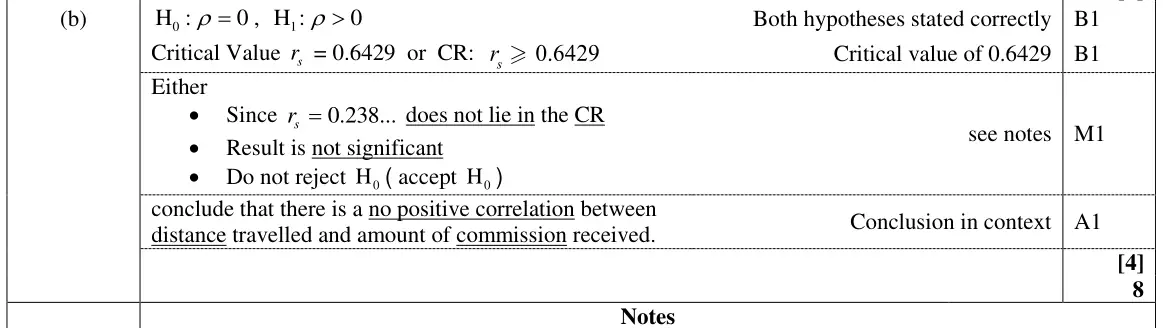 (b) H₀ : ρ = 0 , H₁ : ρ > 0 Both hypotheses stated correctly B1
Critical Value rₛ = 0.6429 or CR: rₛ ⩾ 0.6429 Critical value of 0.6429 B1
Either
• Since rₛ = 0.238... does not lie in the CR
• Result is not significant see notes M1
• Do not reject H₀ ( accept H₀ )
conclude that there is a no positive correlation between
distance travelled and amount of commission received. Conclusion in context A1
[4]
8
Notes